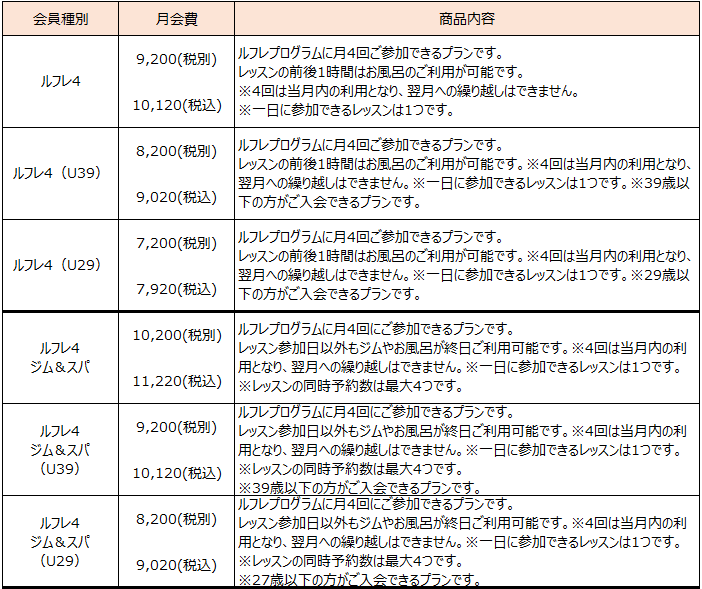 会員種別
月会費
商品内容
ルフレ4
9,200(税別)
10,120(税込)
ルフレプログラムに月4回ご参加できるプランです。
レッスンの前後1時間はお風呂のご利用が可能です。
※4回は当月内の利用となり、翌月への繰り越しはできません。
※一日に参加できるレッスンは1つです。
ルフレ4（U39）
8,200(税別)
9,020(税込)
ルフレプログラムに月4回ご参加できるプランです。
レッスンの前後1時間はお風呂のご利用が可能です。※4回は当月内の利用となり、
翌月への繰り越しはできません。※一日に参加できるレッスンは1つです。※39歳以
下の方がご入会できるプランです。
ルフレ4（U29）
7,200(税別)
7,920(税込)
ルフレプログラムに月4回ご参加できるプランです。
レッスンの前後1時間はお風呂のご利用が可能です。※4回は当月内の利用となり、
翌月への繰り越しはできません。※一日に参加できるレッスンは1つです。※29歳以
下の方がご入会できるプランです。
ルフレ4
ジム＆スパ
10,200(税別)
11,220(税込)
ルフレプログラムに月4回にご参加できるプランです。
レッスン参加日以外もジムやお風呂が終日ご利用可能です。※4回は当月内の利
用となり、翌月への繰り越しはできません。※一日に参加できるレッスンは1つです。
※レッスンの同時予約数は最大4つです。
ルフレ4
ジム＆スパ
（U39）
9,200(税別)
10,120(税込)
ルフレプログラムに月4回にご参加できるプランです。
レッスン参加日以外もジムやお風呂が終日ご利用可能です。※4回は当月内の利
用となり、翌月への繰り越しはできません。※一日に参加できるレッスンは1つです。
※レッスンの同時予約数は最大4つです。
※39歳以下の方がご入会できるプランです。
ルフレ4
ジム＆スパ
（U29）
8,200(税別)
9,020(税込)
ルフレプログラムに月4回にご参加できるプランです。
レッスン参加日以外もジムやお風呂が終日ご利用可能です。※4回は当月内の利
用となり、翌月への繰り越しはできません。※一日に参加できるレッスンは1つです。
※レッスンの同時予約数は最大4つです。
※27歳以下の方がご入会できるプランです。